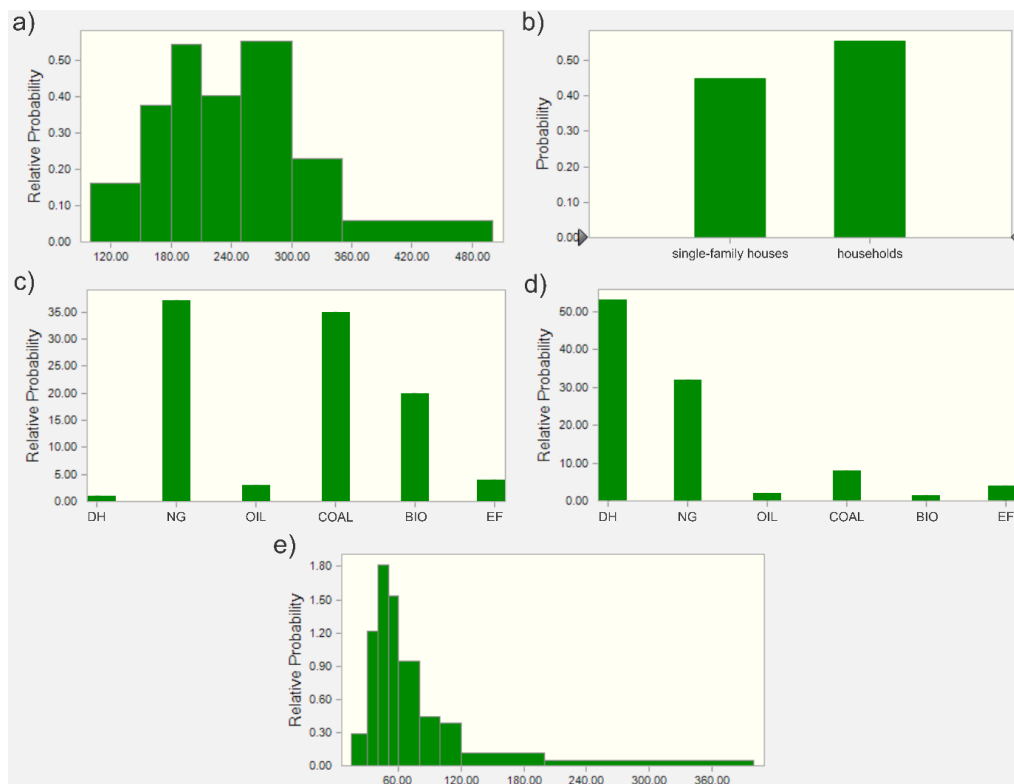 a)
Relative Probability
0.50
0.40
0.30
0.20
0.10
0.00
120.00 180.00 240.00 300.00 360.00 420.00 480.00
b)
Probability
0.50
0.40
0.30
0.20
0.10
0.00
single-family houses households
c)
Relative Probability
35.00
30.00
25.00
20.00
15.00
10.00
5.00
0.00
DH NG OIL COAL BIO EF
d)
Relative Probability
50.00
40.00
30.00
20.00
10.00
0.00
DH NG OIL COAL BIO EF
e)
Relative Probability
1.80
1.50
1.20
0.90
0.60
0.30
0.00
60.00 120.00 180.00 240.00 300.00 360.00